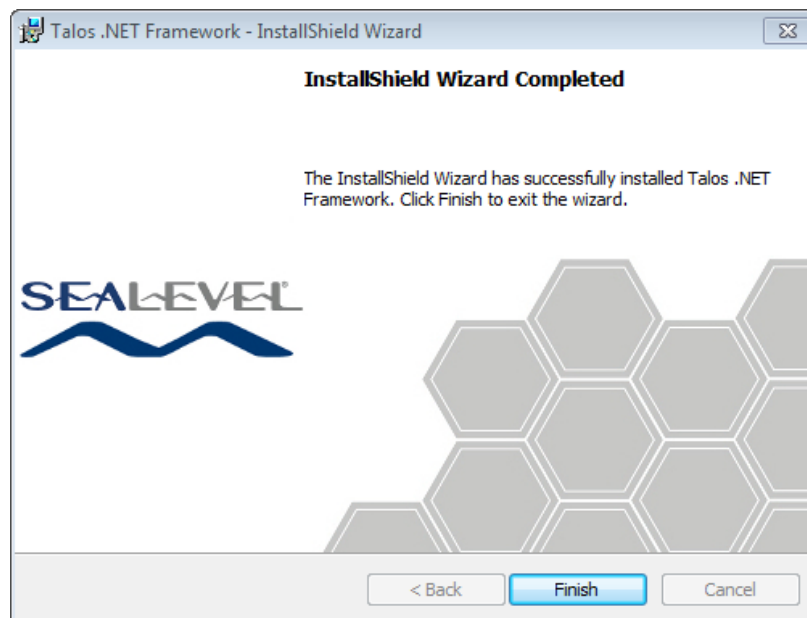 Talos .NET Framework - InstallShield Wizard
InstallShield Wizard Completed
The InstallShield Wizard has successfully installed Talos .NET
Framework. Click Finish to exit the wizard.
SEALEVEL®
< Back
Finish
Cancel